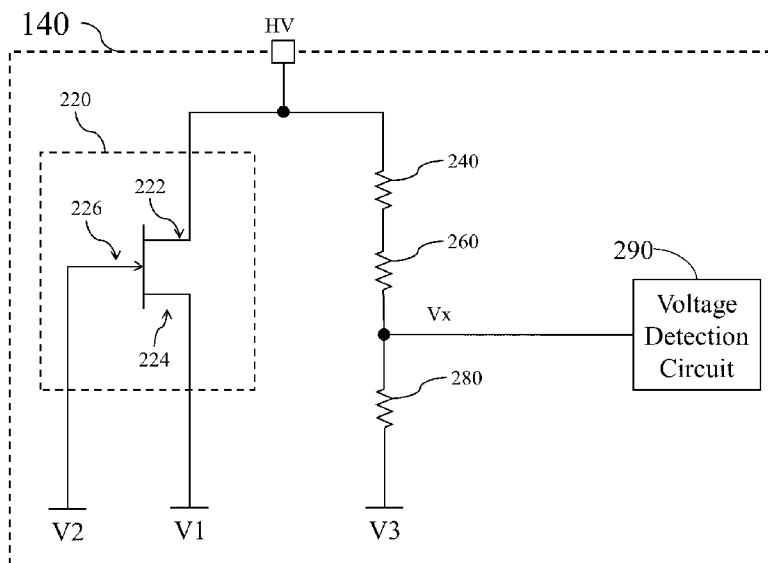 140
HV
220
222
240
226
260
290
Vx
Voltage
Detection
Circuit
224
280
V2
V1
V3